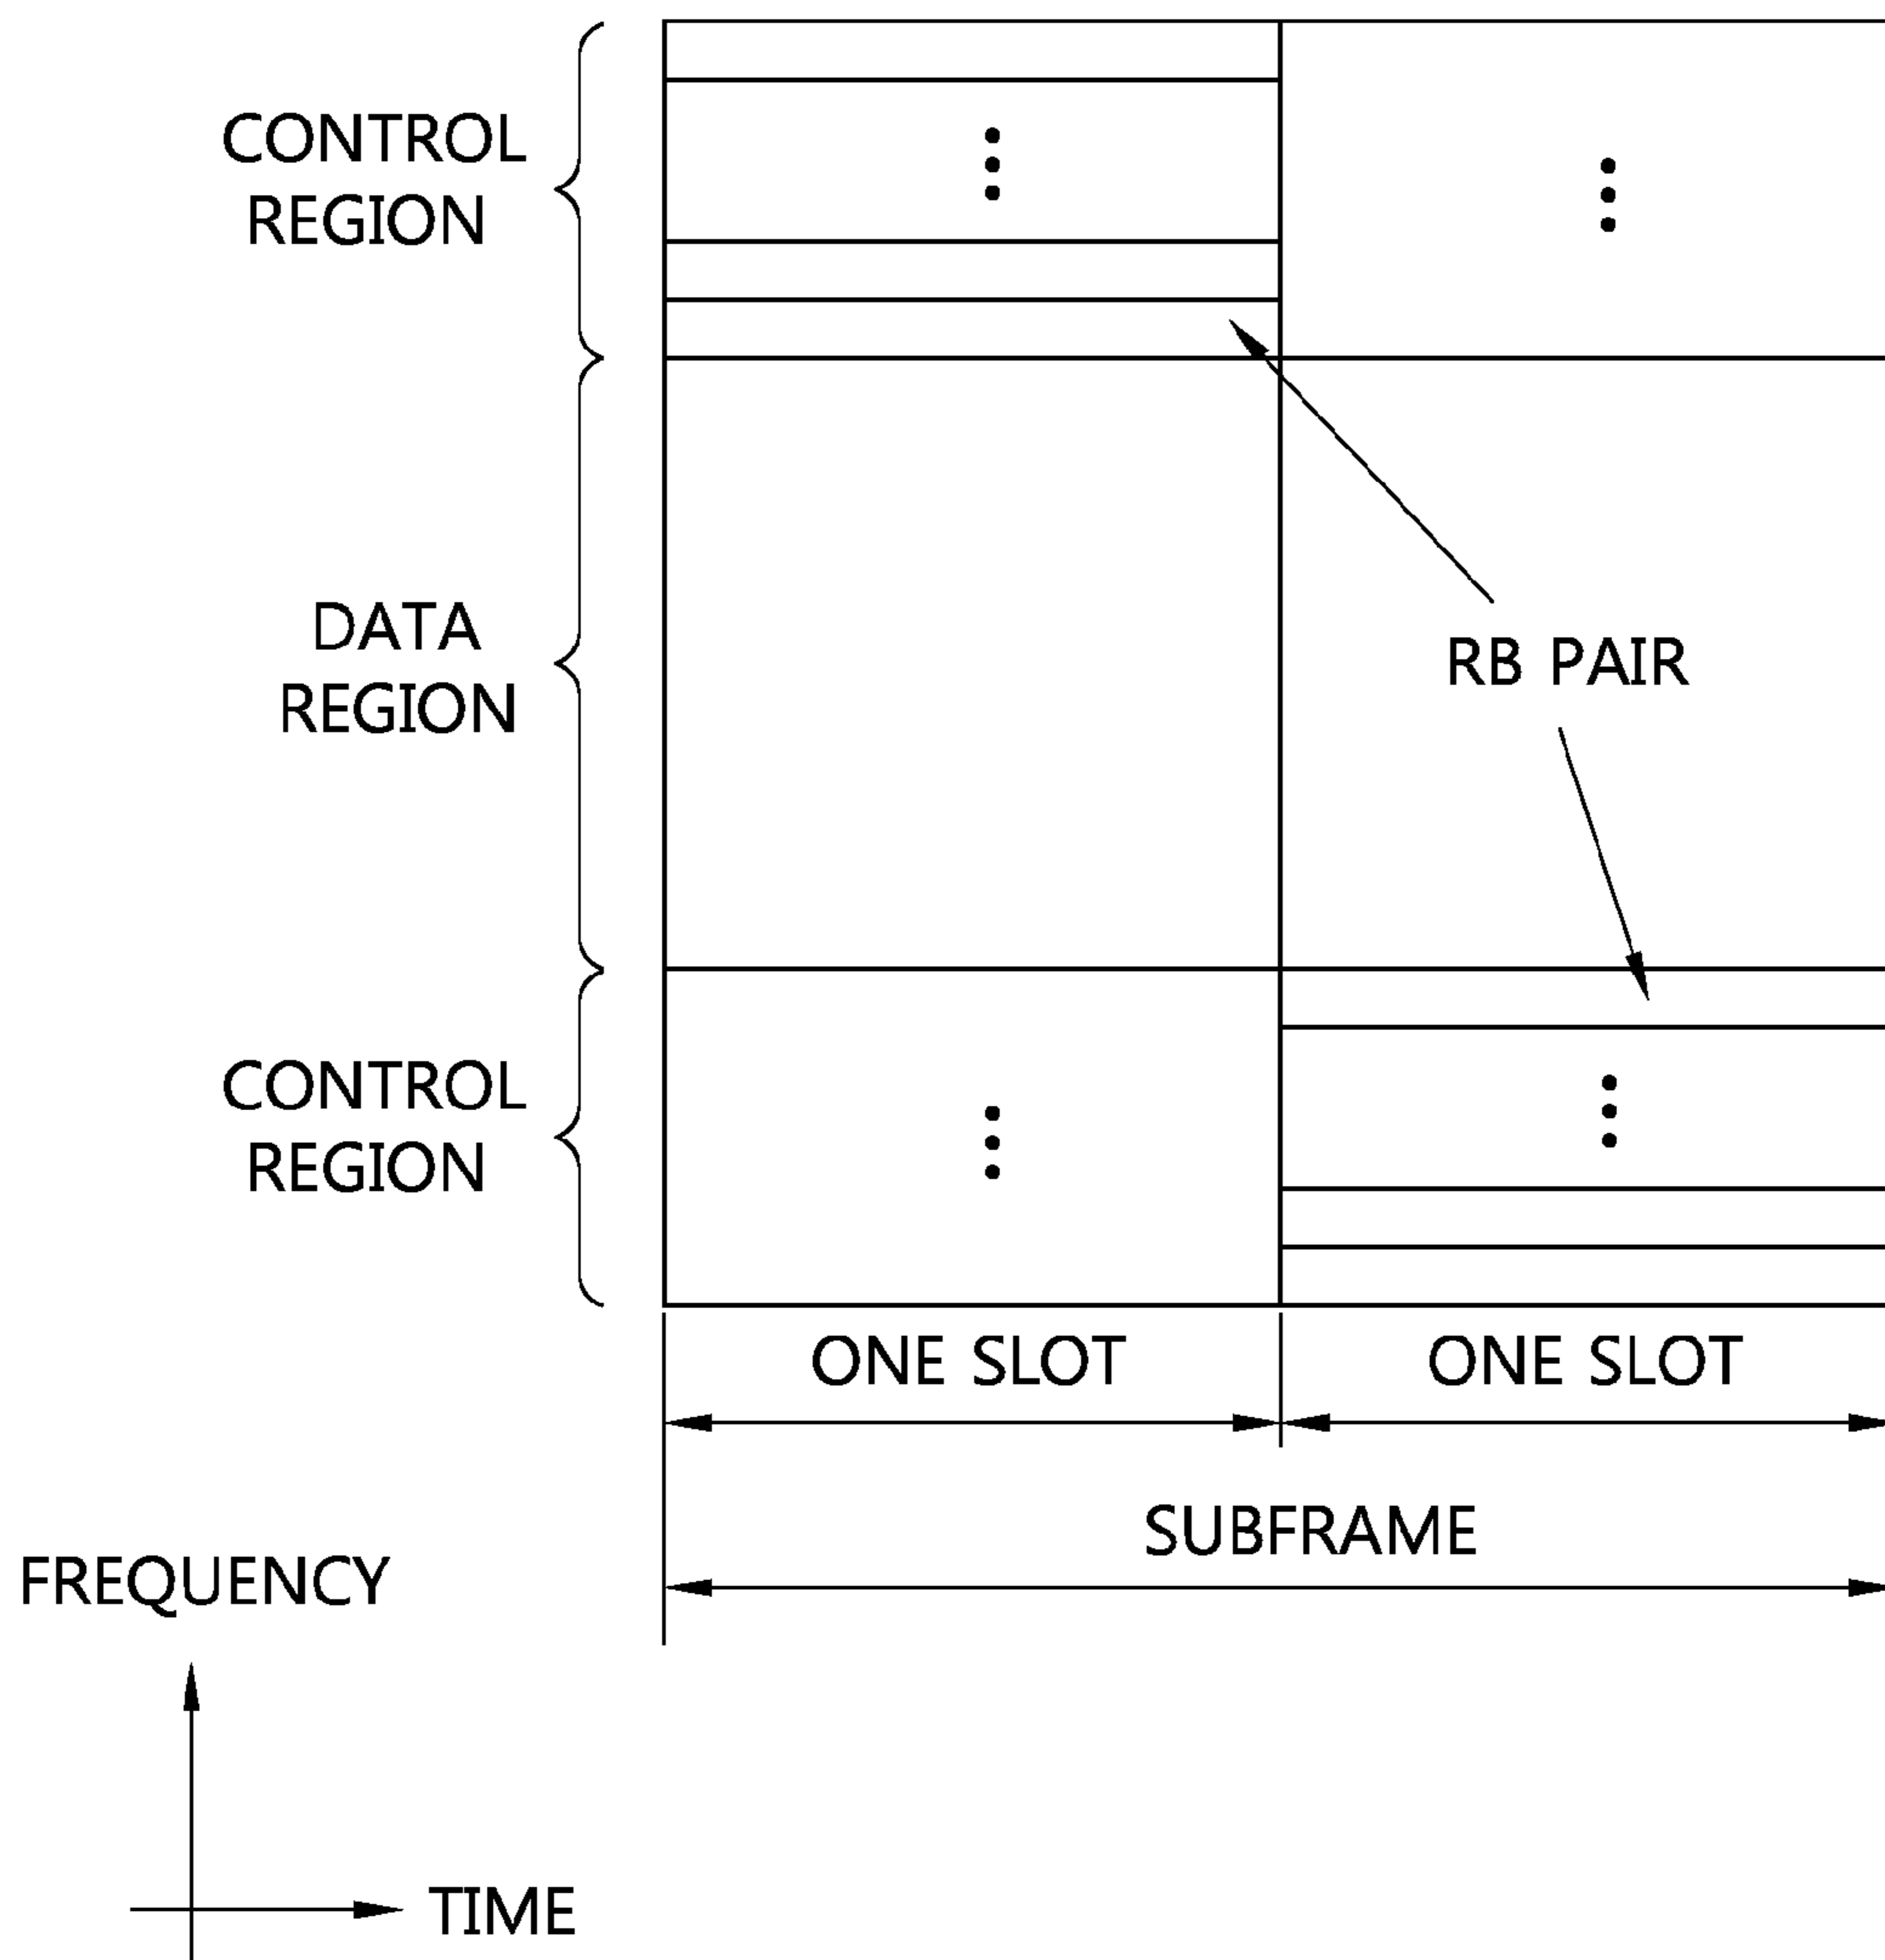 CONTROL
REGION
DATA
REGION
RB PAIR
CONTROL
REGION
ONE SLOT
ONE SLOT
SUBFRAME
FREQUENCY
TIME